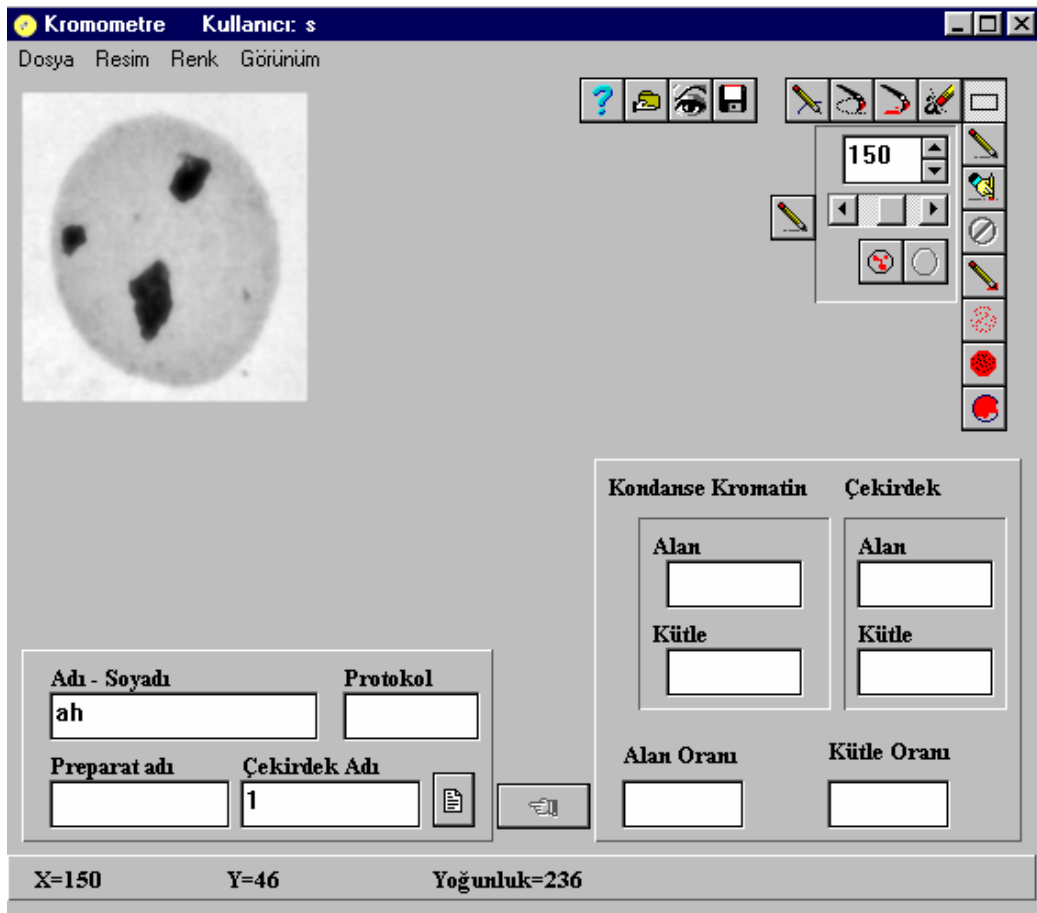 Kromometre Kullanıcı: s
Dosya Resim Renk Görünüm
150
Kondanse Kromatin Çekirdek
Alan Alan
Kütle Kütle
Adı - Soyadı Protokol
ah
Alan Oranı Kütle Oranı
Preparat adı Çekirdek Adı
1
X=150 Y=46 Yoğunluk=236